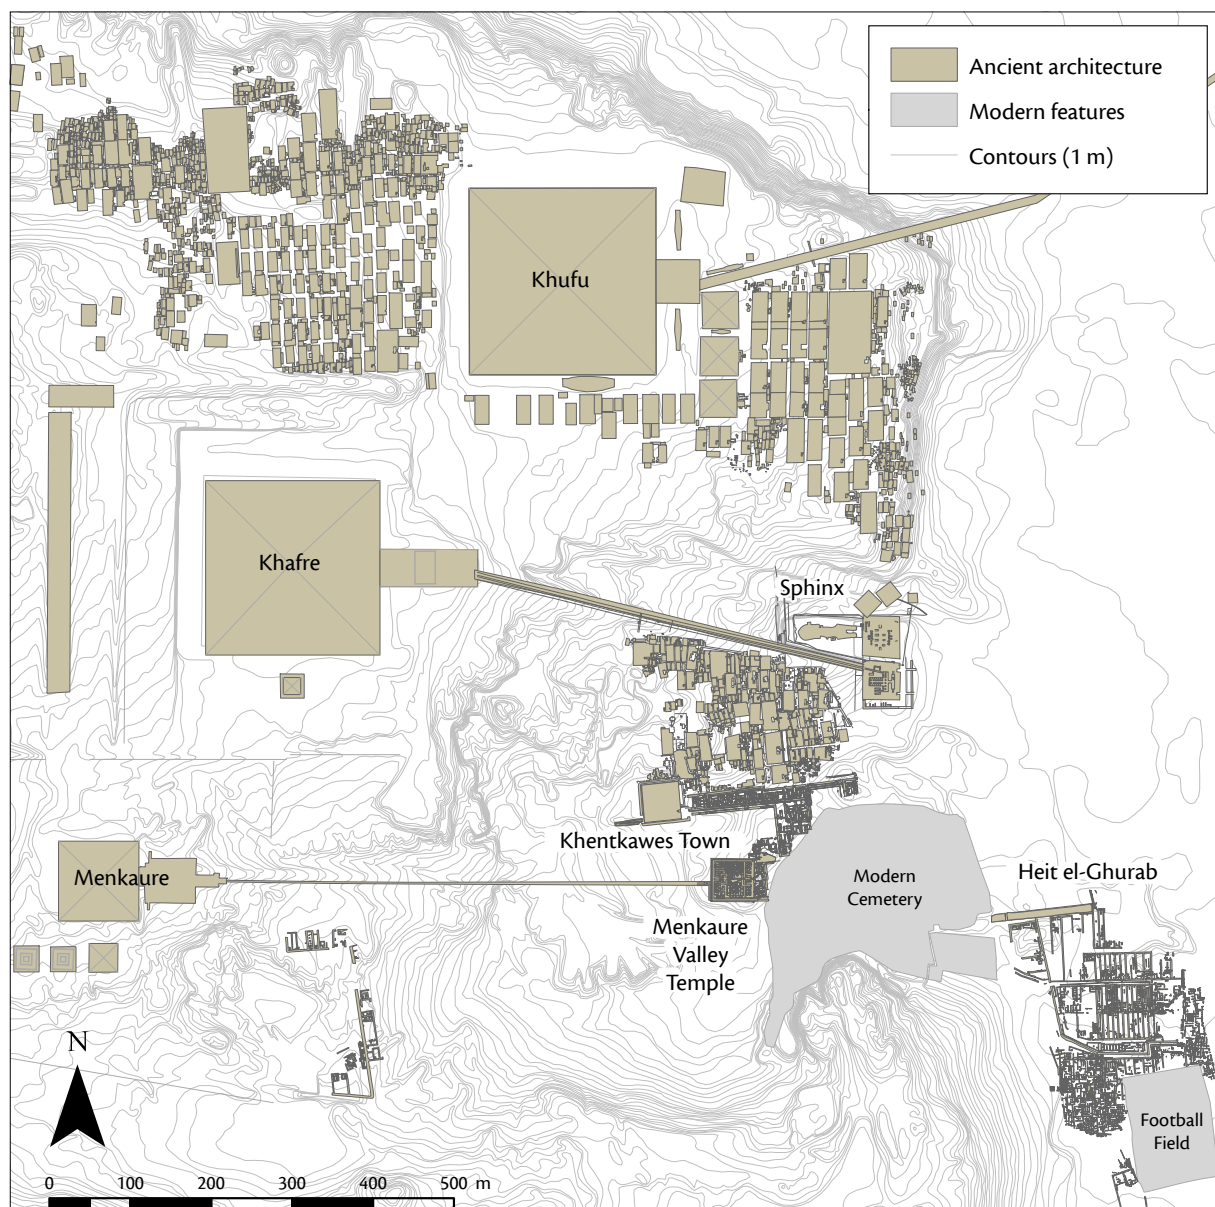 Ancient architecture
Modern features
Contours (1 m)
Khufu
Khafre
Sphinx
Khentkawes Town
Menkaure
Modern
Cemetery
Heit el-Ghurab
Menkaure
Valley
Temple
N
Football
Field
0 100 200 300 400 500 m